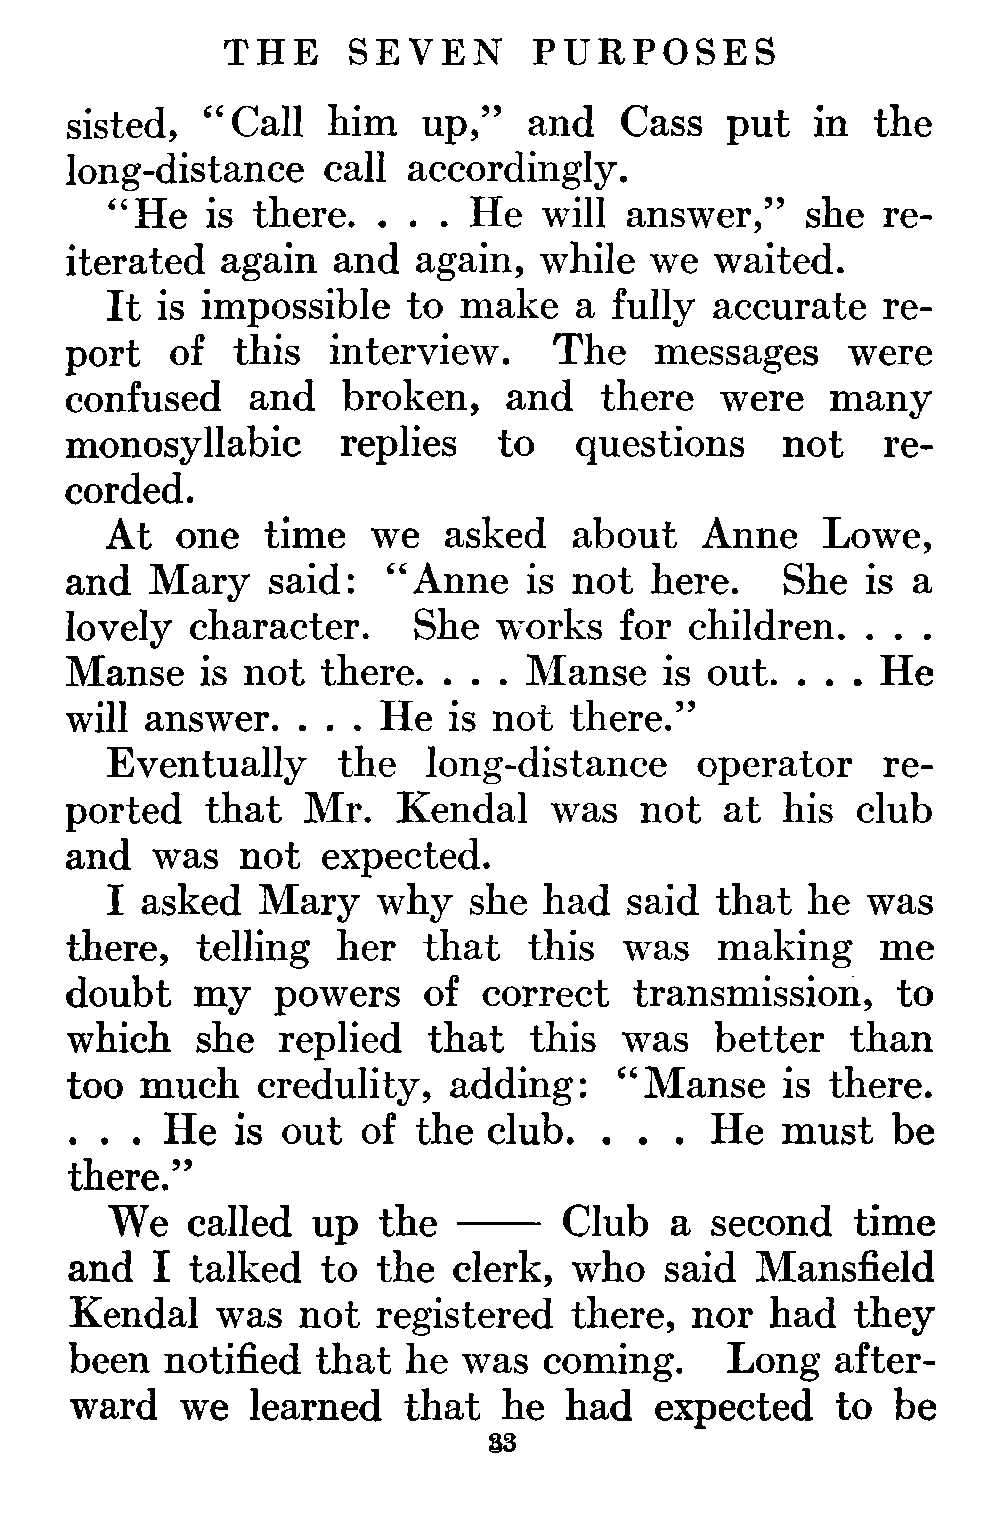 THE SEVEN PURPOSES
sisted, “Call him up,” and Cass put in the
long-distance call accordingly.
“He is there. . . . He will answer,” she re-
iterated again and again, while we waited.
It is impossible to make a fully accurate re-
port of this interview. The messages were
confused and broken, and there were many
monosyllabic replies to questions not re-
corded.
At one time we asked about Anne Lowe,
and Mary said: “Anne is not here. She is a
lovely character. She works for children. . . .
Manse is not there. . . . Manse is out. . . . He
will answer. . . . He is not there.”
Eventually the long-distance operator re-
ported that Mr. Kendal was not at his club
and was not expected.
I asked Mary why she had said that he was
there, telling her that this was making me
doubt my powers of correct transmission, to
which she replied that this was better than
too much credulity, adding: “Manse is there.
. . . He is out of the club. . . . He must be
there.”
We called up the —— Club a second time
and I talked to the clerk, who said Mansfield
Kendal was not registered there, nor had they
been notified that he was coming. Long after-
ward we learned that he had expected to be
33